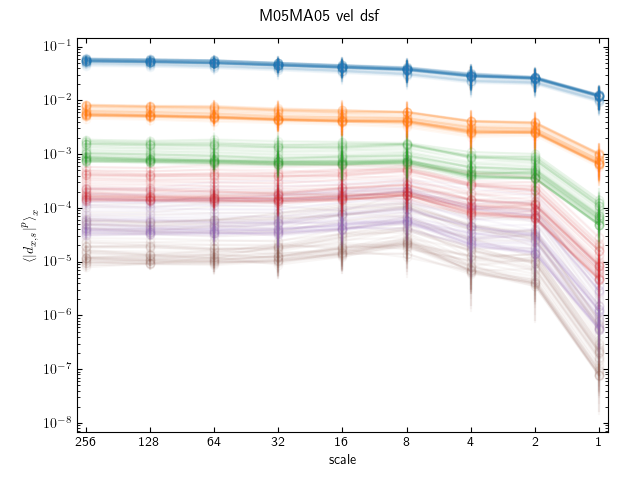 M05MA05 vel dsf
10⁻¹
10⁻²
10⁻³
10⁻⁴
10⁻⁵
10⁻⁶
10⁻⁷
10⁻⁸
⟨|d_{x,s}|^p⟩_x
256 128 64 32 16 8 4 2 1
scale